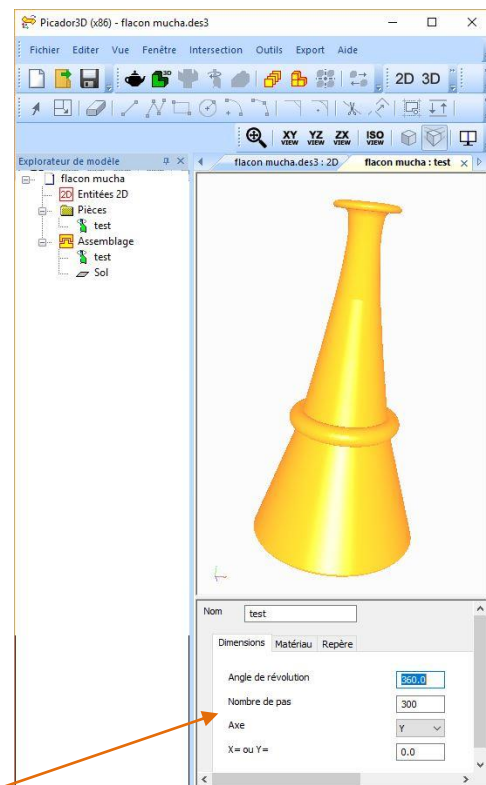 Picador3D (x86) - flacon mucha.des3
Fichier Editer Vue Fenêtre Intersection Outils Export Aide
2D 3D
XY VIEW YZ VIEW ZX VIEW ISO VIEW
Explorateur de modèle
flacon mucha.des3 : 2D
flacon mucha : test
flacon mucha
2D Entitées 2D
Pièces
test
Assemblage
test
Sol
Nom test
Dimensions Matériau Repère
Angle de révolution 360.0
Nombre de pas 300
Axe Y
X= ou Y= 0.0